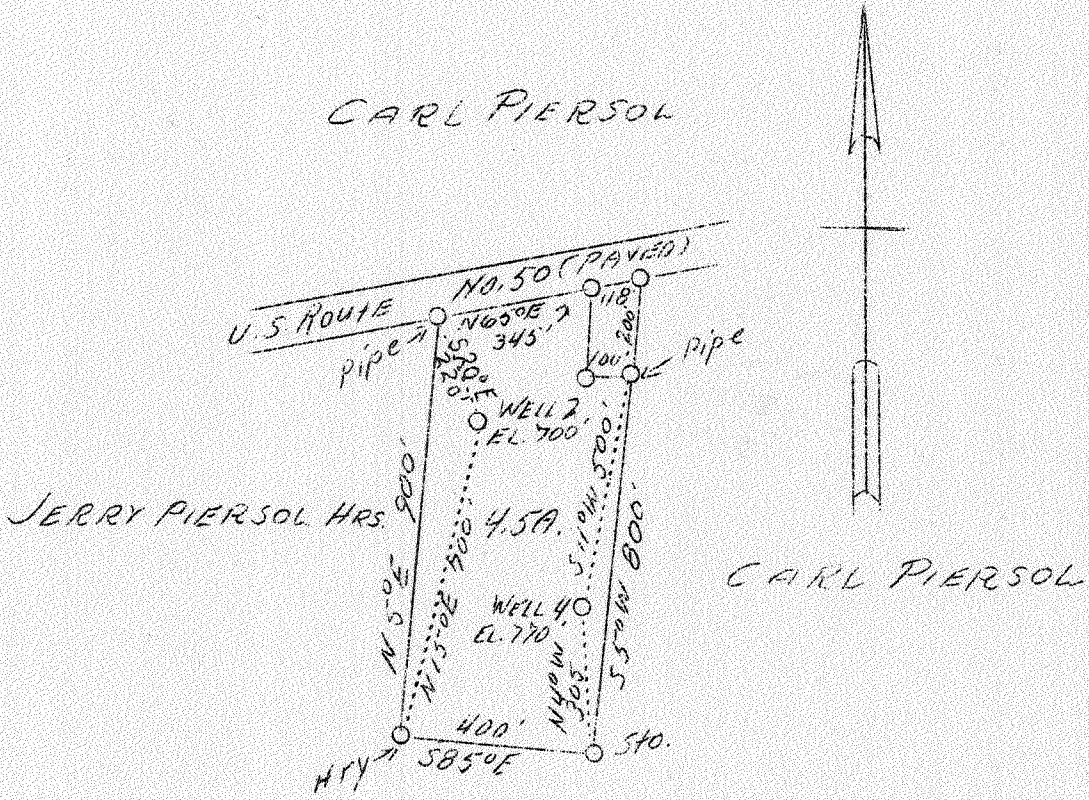 CARL PIERSOL
U.S ROUTE NO. 50 (PAVED)
N65°E
345'
118'
200'
100'
pipe
pipe
S20°E
220'
WELL 2
EL. 700'
JERRY PIERSOL HRS.
N5°E 900'
N15°E 700'
4.5A.
S11°W 500'
S5°W 800'
CARL PIERSOL
WELL 4
EL. 770'
N4°W
305'
400'
S85°E
Hry
Sto.